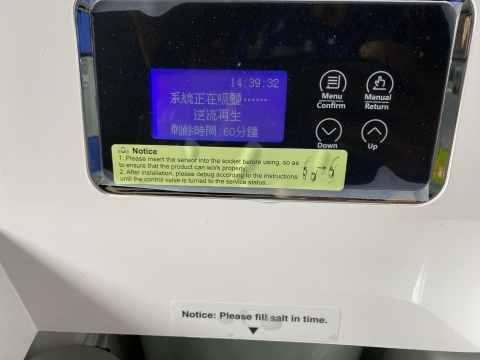 14:39:32
系統正在吸鹽……
逆流再生
剩餘時間:60分鐘
Menu
Confirm
Manual
Return
Down
Up
Notice
1. Please insert the sensor into the socket before using, so as
to ensure that the product can work properly;
2. After installation, please debug according to the instructions
until the control valve is turned to the service status.
Notice: Please fill salt in time.